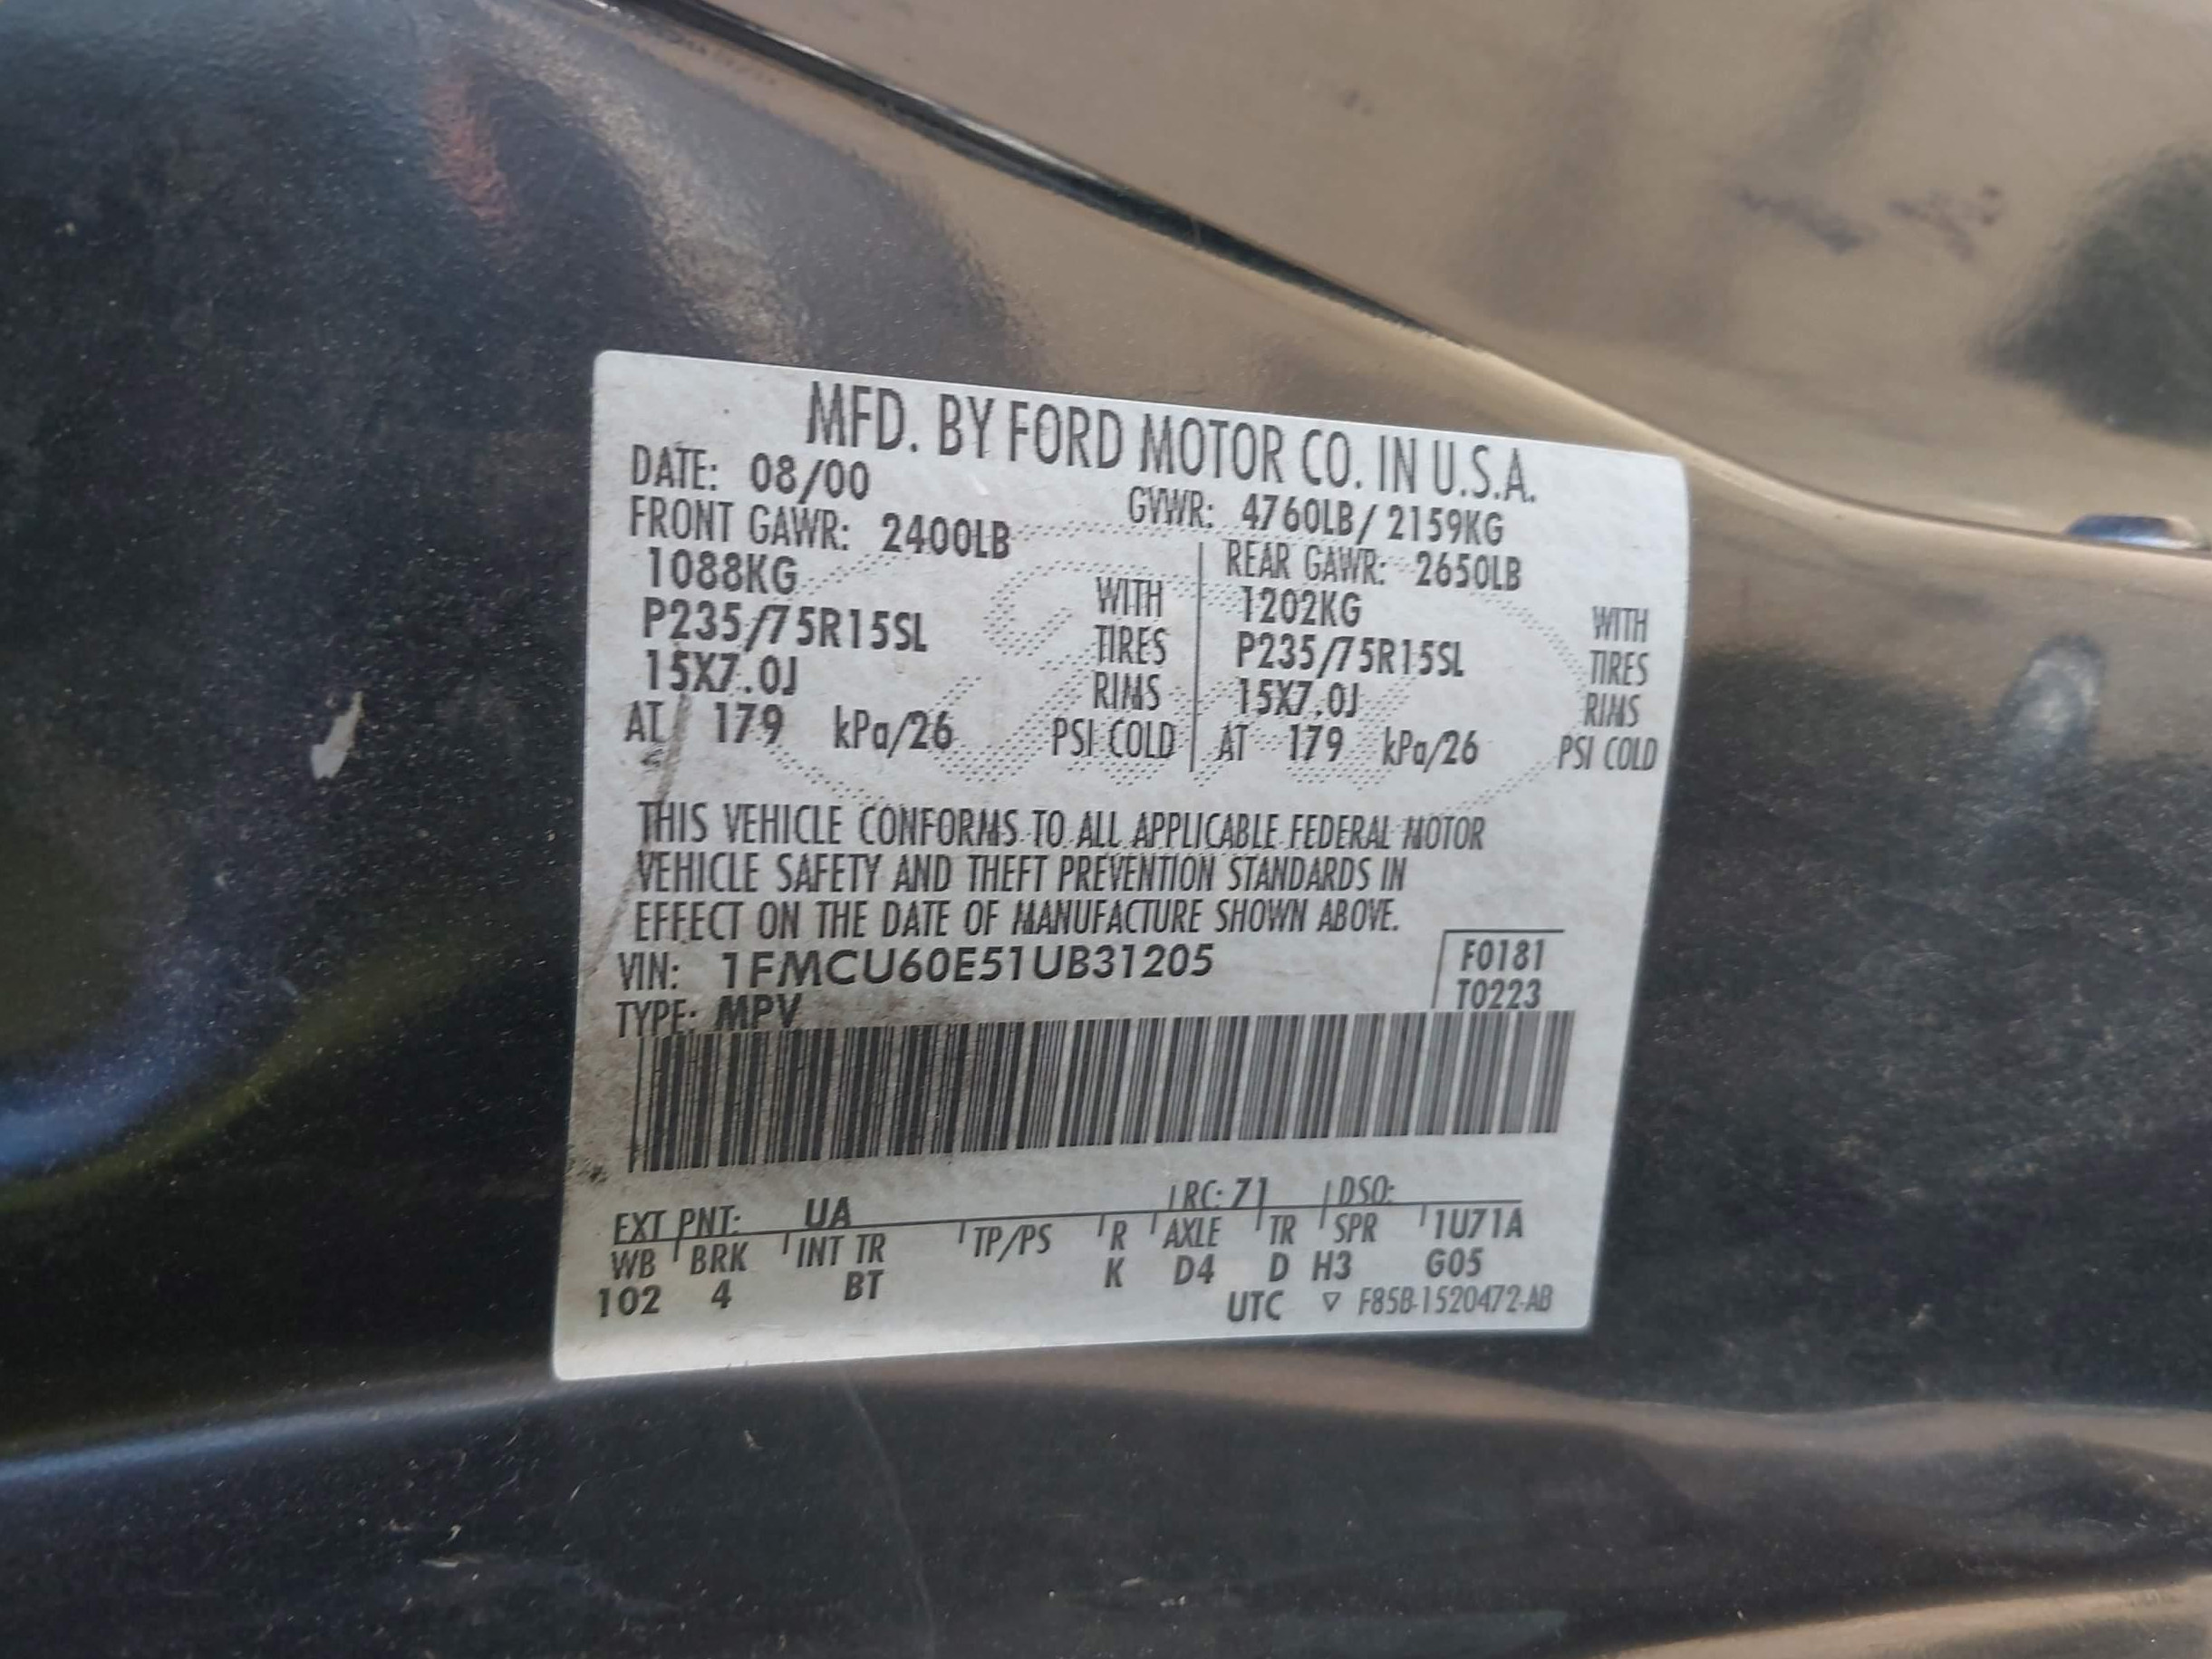 MFD. BY FORD MOTOR CO. IN U.S.A.
DATE: 08/00 GVWR: 4760LB/ 2159KG
FRONT GAWR: 2400LB REAR GAWR: 2650LB
1088KG WITH 1202KG WITH
P235/75R15SL TIRES P235/75R15SL TIRES
15X7.0J RIMS 15X7.0J RIMS
AT 179 kPa/26 PSI COLD AT 179 kPa/26 PSI COLD
THIS VEHICLE CONFORMS TO ALL APPLICABLE FEDERAL MOTOR
VEHICLE SAFETY AND THEFT PREVENTION STANDARDS IN
EFFECT ON THE DATE OF MANUFACTURE SHOWN ABOVE.
VIN: 1FMCU60E51UB31205 F0181
TYPE: MPV T0223
EXT PNT: UA RC: 71 DSO:
WB BRK INT TR TP/PS R AXLE TR SPR 1U71A
102 4 BT K D4 D H3 G05
UTC ▽ F85B-1520472-AB